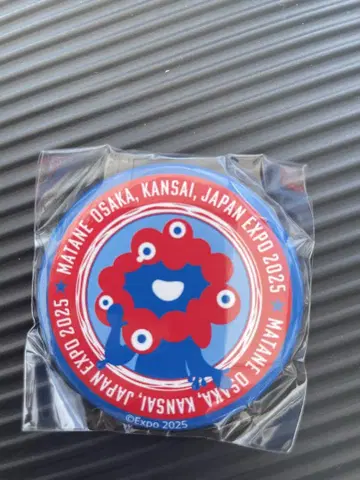 ★ MATANE OSAKA, KANSAI, JAPAN EXPO 2025
★ MATANE OSAKA, KANSAI, JAPAN EXPO 2025
©Expo 2025